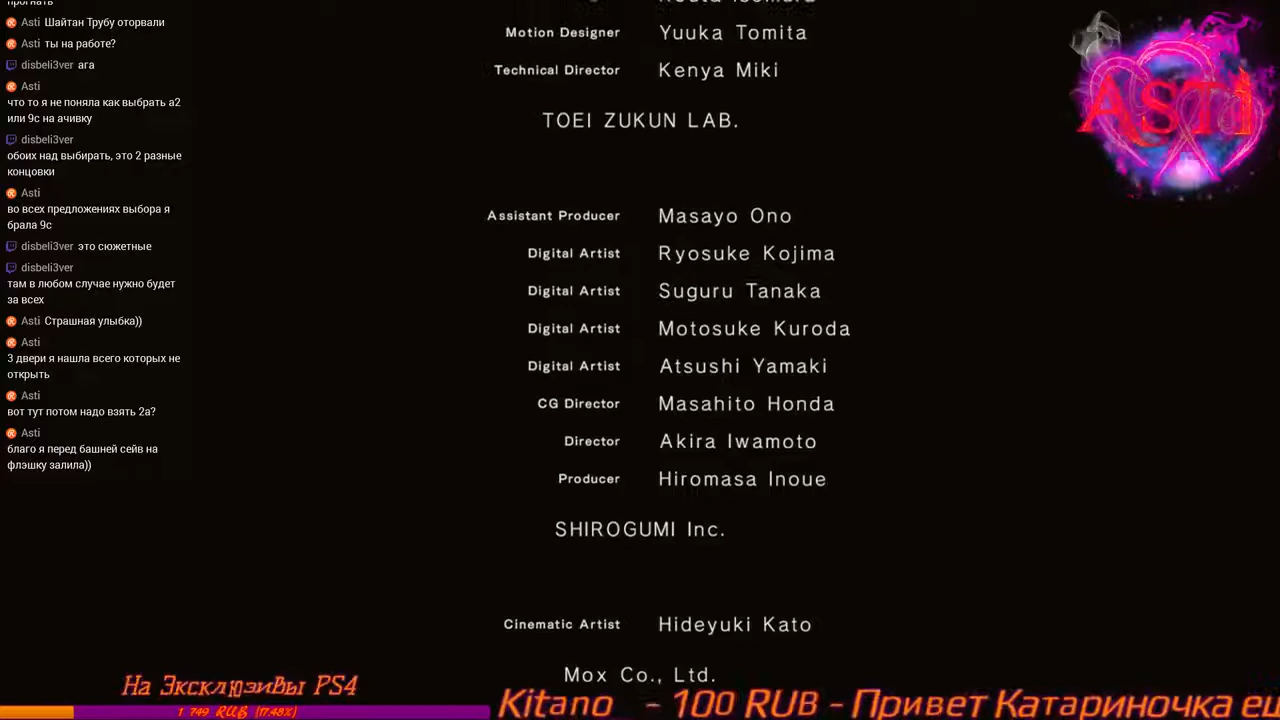 прогнать
Asti Шайтан Трубу оторвали
Asti ты на работе?
disbeli3ver ага
Asti
что то я не поняла как выбрать а2
или 9с на ачивку
disbeli3ver
обоих над выбирать, это 2 разные
концовки
Asti
во всех предложениях выбора я
брала 9с
disbeli3ver это сюжетные
disbeli3ver
там в любом случае нужно будет
за всех
Asti Страшная улыбка))
Asti
3 двери я нашла всего которых не
открыть
Asti
вот тут потом надо взять 2а?
Asti
благо я перед башней сейв на
флэшку залила))
Motion Designer Yuuka Tomita
Technical Director Kenya Miki
TOEI ZUKUN LAB.
Assistant Producer Masayo Ono
Digital Artist Ryosuke Kojima
Digital Artist Suguru Tanaka
Digital Artist Motosuke Kuroda
Digital Artist Atsushi Yamaki
CG Director Masahito Honda
Director Akira Iwamoto
Producer Hiromasa Inoue
SHIROGUMI Inc.
Cinematic Artist Hideyuki Kato
Mox Co., Ltd.
Asti
На Эксклюзивы PS4
1 749 RUB (17.48%)
Kitano - 100 RUB - Привет Катариночка ещ